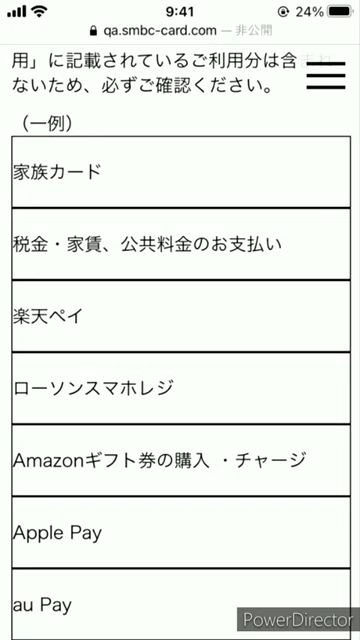 9:41
24%
qa.smbc-card.com — 非公開
用」に記載されているご利用分は含
ないため、必ずご確認ください。
（一例）
家族カード
税金・家賃、公共料金のお支払い
楽天ペイ
ローソンスマホレジ
Amazonギフト券の購入 ・チャージ
Apple Pay
au Pay
PowerDirector